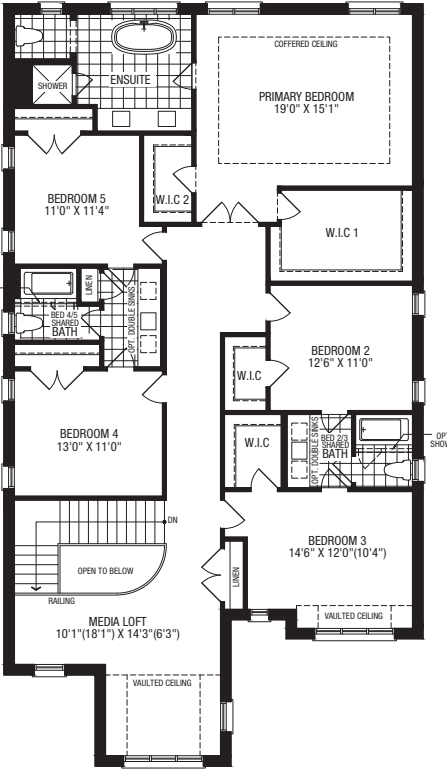 COFFERED CEILING
SHOWER
ENSUITE
PRIMARY BEDROOM
19'0" X 15'1"
BEDROOM 5
11'0" X 11'4"
W.I.C 2
W.I.C 1
LINEN
BED 4/5
SHARED
BATH
OPT. DOUBLE SINKS
BEDROOM 2
12'6" X 11'0"
W.I.C
BEDROOM 4
13'0" X 11'0"
W.I.C
OPT. DOUBLE SINKS
BED 2/3
SHARED
BATH
DN
OPEN TO BELOW
RAILING
BEDROOM 3
14'6" X 12'0"(10'4")
LINEN
VAULTED CEILING
MEDIA LOFT
10'1"(18'1") X 14'3"(6'3")
VAULTED CEILING